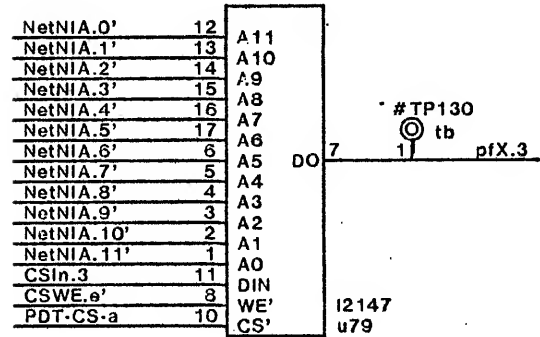 NetNIA.0' 12 A11
NetNIA.1' 13 A10
NetNIA.2' 14 A9
NetNIA.3' 15 A8
NetNIA.4' 16 A7
NetNIA.5' 17 A6
NetNIA.6' 6 A5
NetNIA.7' 5 A4
NetNIA.8' 4 A3
NetNIA.9' 3 A2
NetNIA.10' 2 A1
NetNIA.11' 1 A0
CSIn.3 11 DIN
CSWE.e' 8 WE'
PDT-CS-a 10 CS'
#TP130
tb
DO 7 1 pfX.3
I2147
u79